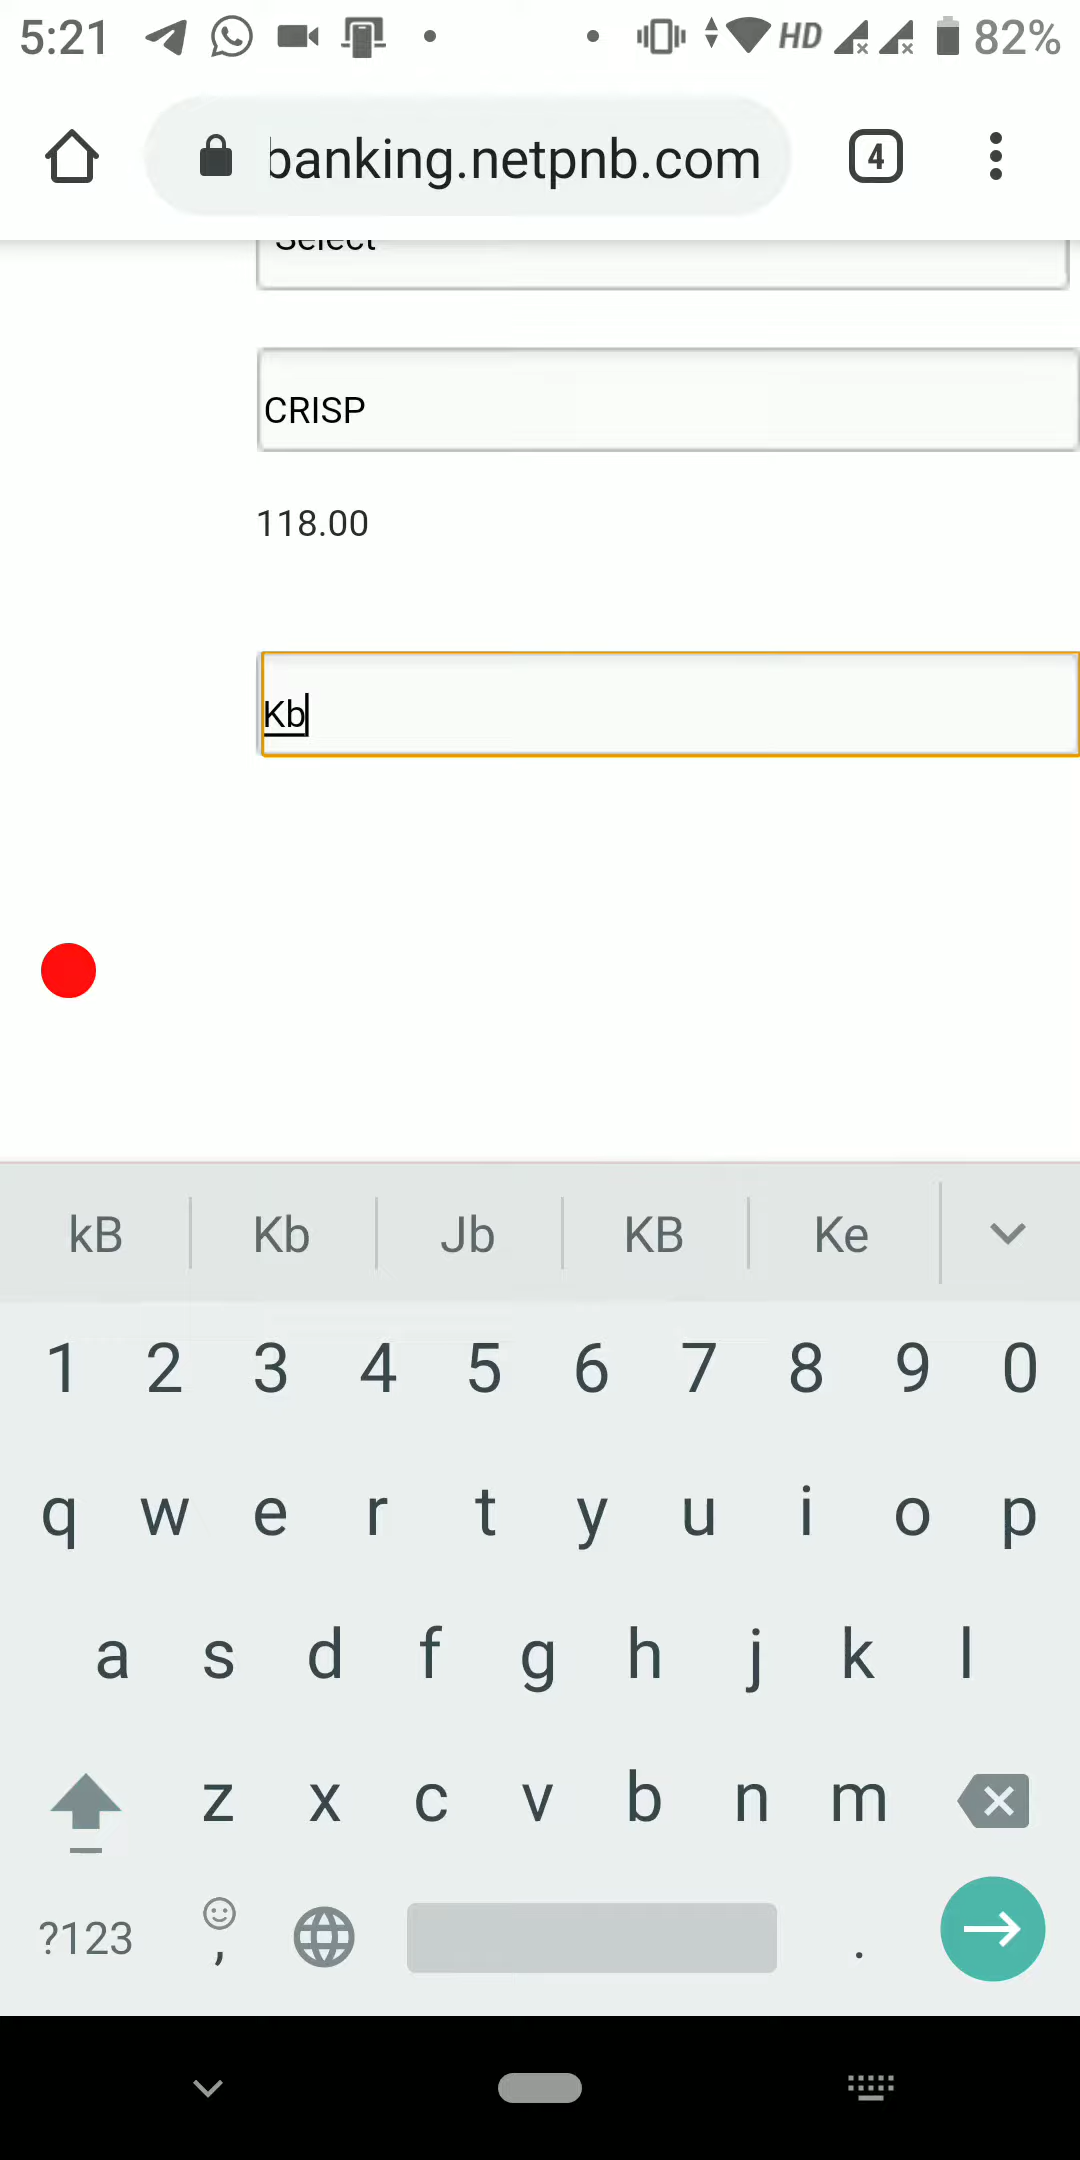 5:21 HD 82%
banking.netpnb.com 4
Select
CRISP
118.00
Kb
kB Kb Jb KB Ke
1 2 3 4 5 6 7 8 9 0
q w e r t y u i o p
a s d f g h j k l
z x c v b n m
?123 , .